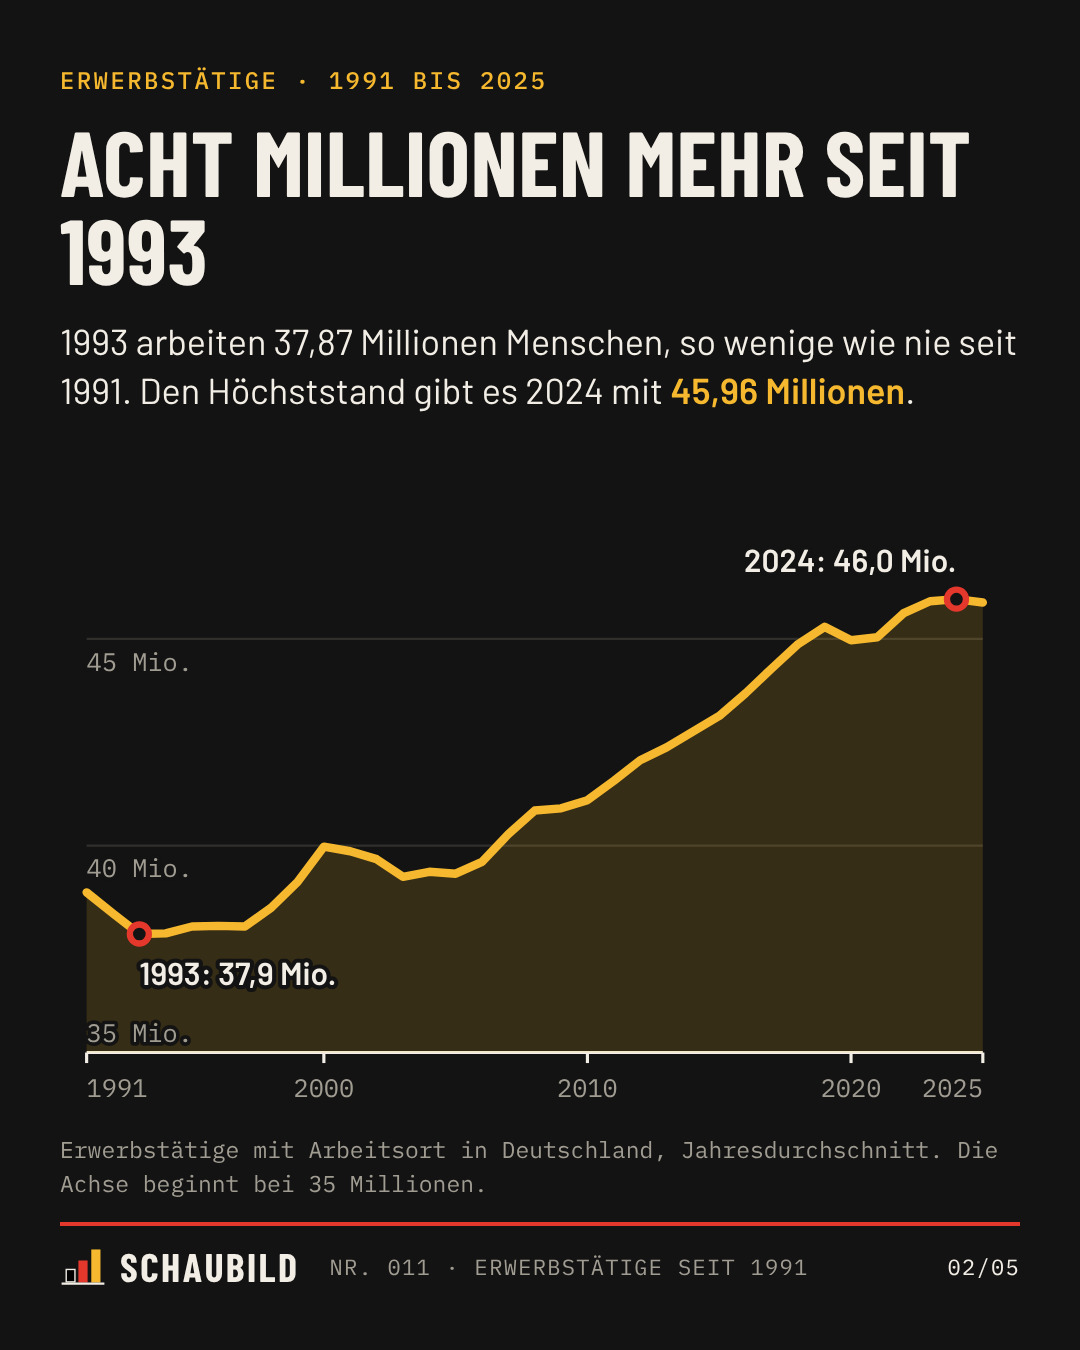 ERWERBSTÄTIGE · 1991 BIS 2025
ACHT MILLIONEN MEHR SEIT
1993
1993 arbeiten 37,87 Millionen Menschen, so wenige wie nie seit
1991. Den Höchststand gibt es 2024 mit 45,96 Millionen.
2024: 46,0 Mio.
45 Mio.
40 Mio.
1993: 37,9 Mio.
35 Mio.
1991 2000 2010 2020 2025
Erwerbstätige mit Arbeitsort in Deutschland, Jahresdurchschnitt. Die
Achse beginnt bei 35 Millionen.
SCHAUBILD NR. 011 · ERWERBSTÄTIGE SEIT 1991 02/05